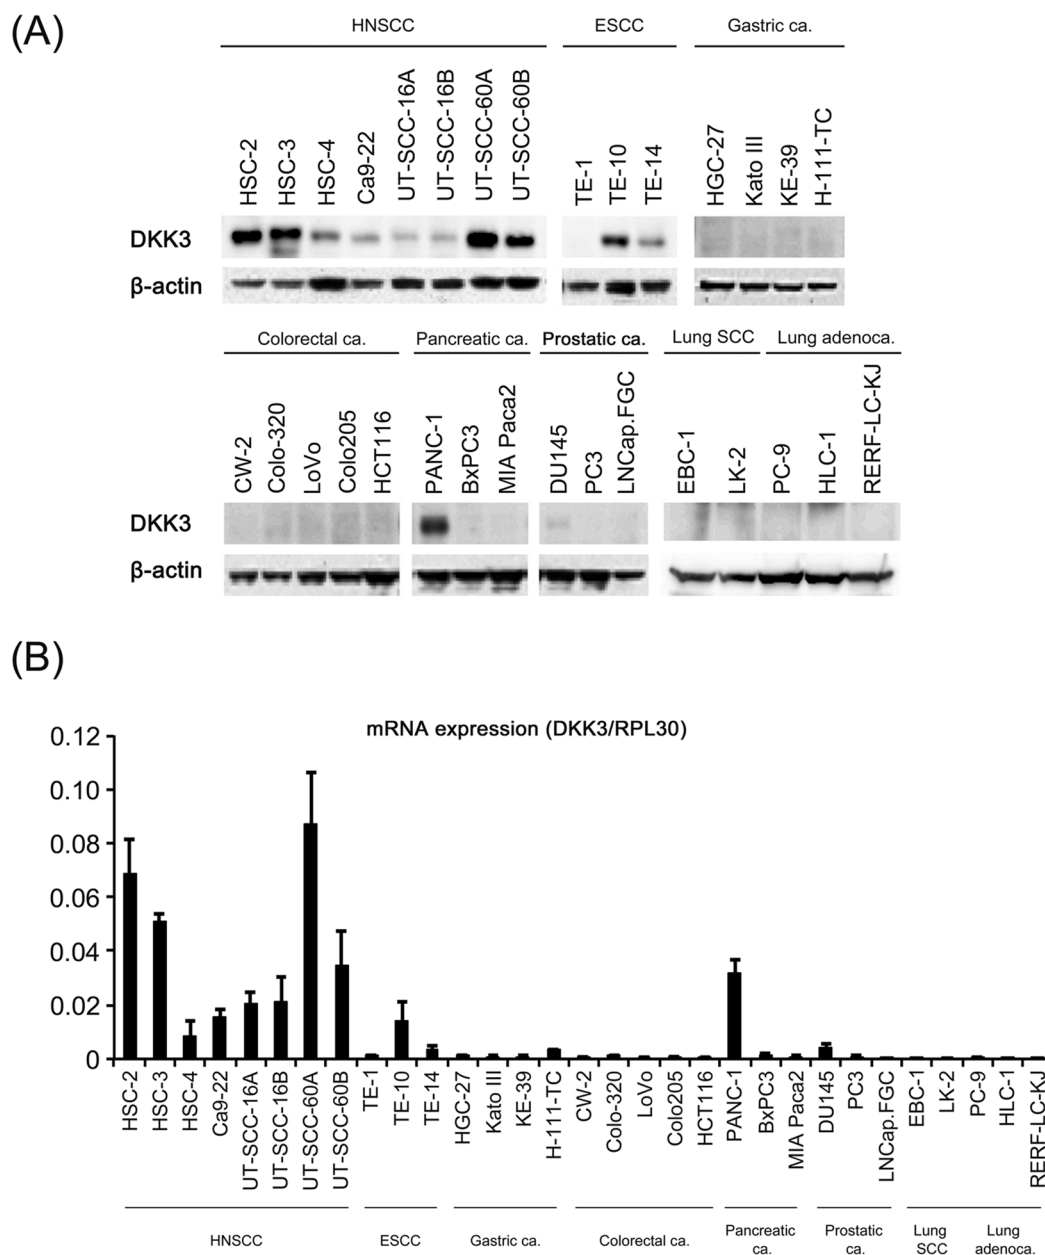 (A)
HNSCC ESCC Gastric ca.
HSC-2 HSC-3 HSC-4 Ca9-22 UT-SCC-16A UT-SCC-16B UT-SCC-60A UT-SCC-60B TE-1 TE-10 TE-14 HGC-27 Kato III KE-39 H-111-TC
DKK3
β-actin
Colorectal ca. Pancreatic ca. Prostatic ca. Lung SCC Lung adenoca.
CW-2 Colo-320 LoVo Colo205 HCT116 PANC-1 BxPC3 MIA Paca2 DU145 PC3 LNCap.FGC EBC-1 LK-2 PC-9 HLC-1 RERF-LC-KJ
DKK3
β-actin
(B)
mRNA expression (DKK3/RPL30)
0.12
0.10
0.08
0.06
0.04
0.02
0
HSC-2 HSC-3 HSC-4 Ca9-22 UT-SCC-16A UT-SCC-16B UT-SCC-60A UT-SCC-60B TE-1 TE-10 TE-14 HGC-27 Kato III KE-39 H-111-TC CW-2 Colo-320 LoVo Colo205 HCT116 PANC-1 BxPC3 MIA Paca2 DU145 PC3 LNCap.FGC EBC-1 LK-2 PC-9 HLC-1 RERF-LC-KJ
HNSCC ESCC Gastric ca. Colorectal ca. Pancreatic ca. Prostatic ca. Lung SCC Lung adenoca.